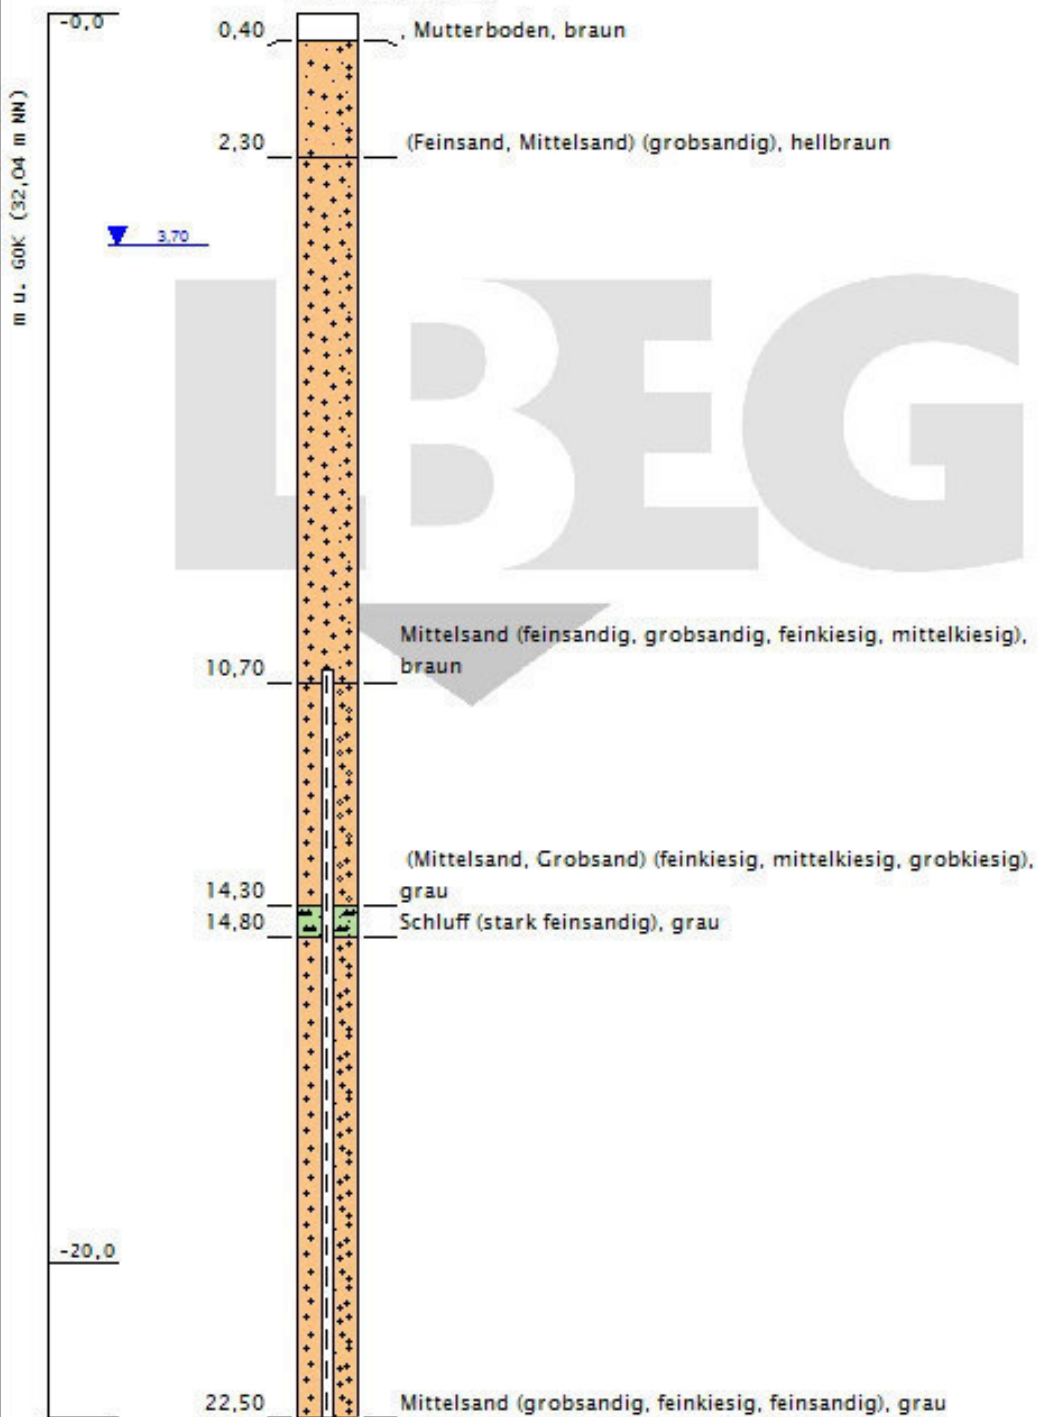 -0,0
m u. GOK (32,04 m NN)
0,40 , Mutterboden, braun
2,30 (Feinsand, Mittelsand) (grobsandig), hellbraun
3,70
LBEG
Mittelsand (feinsandig, grobsandig, feinkiesig, mittelkiesig),
10,70 braun
(Mittelsand, Grobsand) (feinkiesig, mittelkiesig, grobkiesig),
14,30 grau
14,80 Schluff (stark feinsandig), grau
-20,0
22,50 Mittelsand (grobsandig, feinkiesig, feinsandig), grau